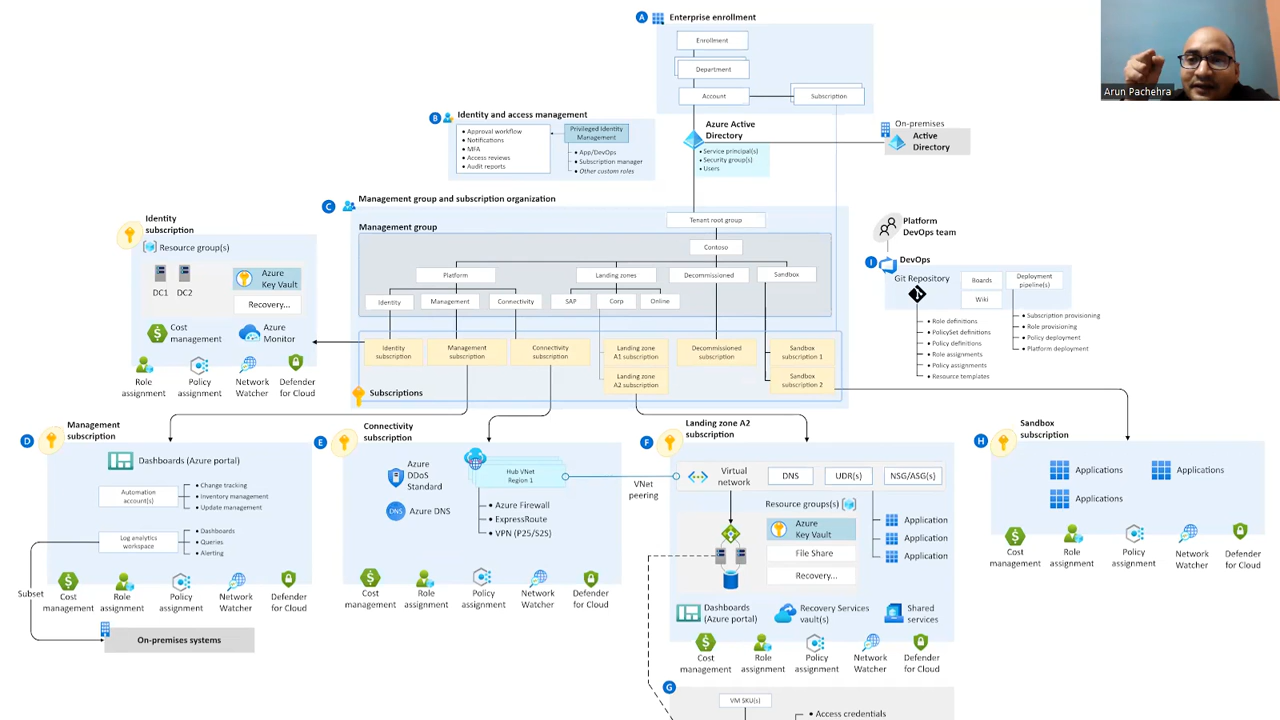 A
Enterprise enrollment
Enrollment
Department
Account
Subscription
Arun Pachehra
B
Identity and access management
Approval workflow
Notifications
MFA
Access reviews
Audit reports
Privileged Identity
Management
App/DevOps
Subscription manager
Other custom roles
Azure Active
Directory
Service principal(s)
Security group(s)
Users
On-premises
Active
Directory
C
Management group and subscription organization
Management group
Tenant root group
Contoso
Platform
Landing zones
Decommissioned
Sandbox
Identity
Management
Connectivity
SAP
Corp
Online
Identity
subscription
Management
subscription
Connectivity
subscription
Landing zone
A1 subscription
Landing zone
A2 subscription
Decommissioned
subscription
Sandbox
subscription 1
Sandbox
subscription 2
Subscriptions
Identity
subscription
Resource group(s)
DC1
DC2
Azure
Key Vault
Recovery...
Cost
management
Azure
Monitor
Role
assignment
Policy
assignment
Network
Watcher
Defender
for Cloud
Platform
DevOps team
I
DevOps
Git Repository
Boards
Wiki
Deployment
pipeline(s)
Role definitions
PolicySet definitions
Policy definitions
Role assignments
Policy assignments
Resource templates
Subscription provisioning
Role provisioning
Policy deployment
Platform deployment
D
Management
subscription
Dashboards (Azure portal)
Automation
account(s)
Change tracking
Inventory management
Update management
Log analytics
workspace
Dashboards
Queries
Alerting
Subset
Cost
management
Role
assignment
Policy
assignment
Network
Watcher
Defender
for Cloud
On-premises systems
E
Connectivity
subscription
Azure
DDoS
Standard
DNS
Azure DNS
Hub VNet
Region 1
Azure Firewall
ExpressRoute
VPN (P2S/S2S)
Cost
management
Role
assignment
Policy
assignment
Network
Watcher
Defender
for Cloud
VNet
peering
F
Landing zone A2
subscription
Virtual
network
DNS
UDR(s)
NSG/ASG(s)
Resource groups(s)
Azure
Key Vault
File Share
Recovery...
Application
Application
Application
Dashboards
(Azure portal)
Recovery Services
vault(s)
Shared
services
Cost
management
Role
assignment
Policy
assignment
Network
Watcher
Defender
for Cloud
G
VM SKU(s)
Access credentials
H
Sandbox
subscription
Applications
Applications
Applications
Cost
management
Role
assignment
Policy
assignment
Network
Watcher
Defender
for Cloud